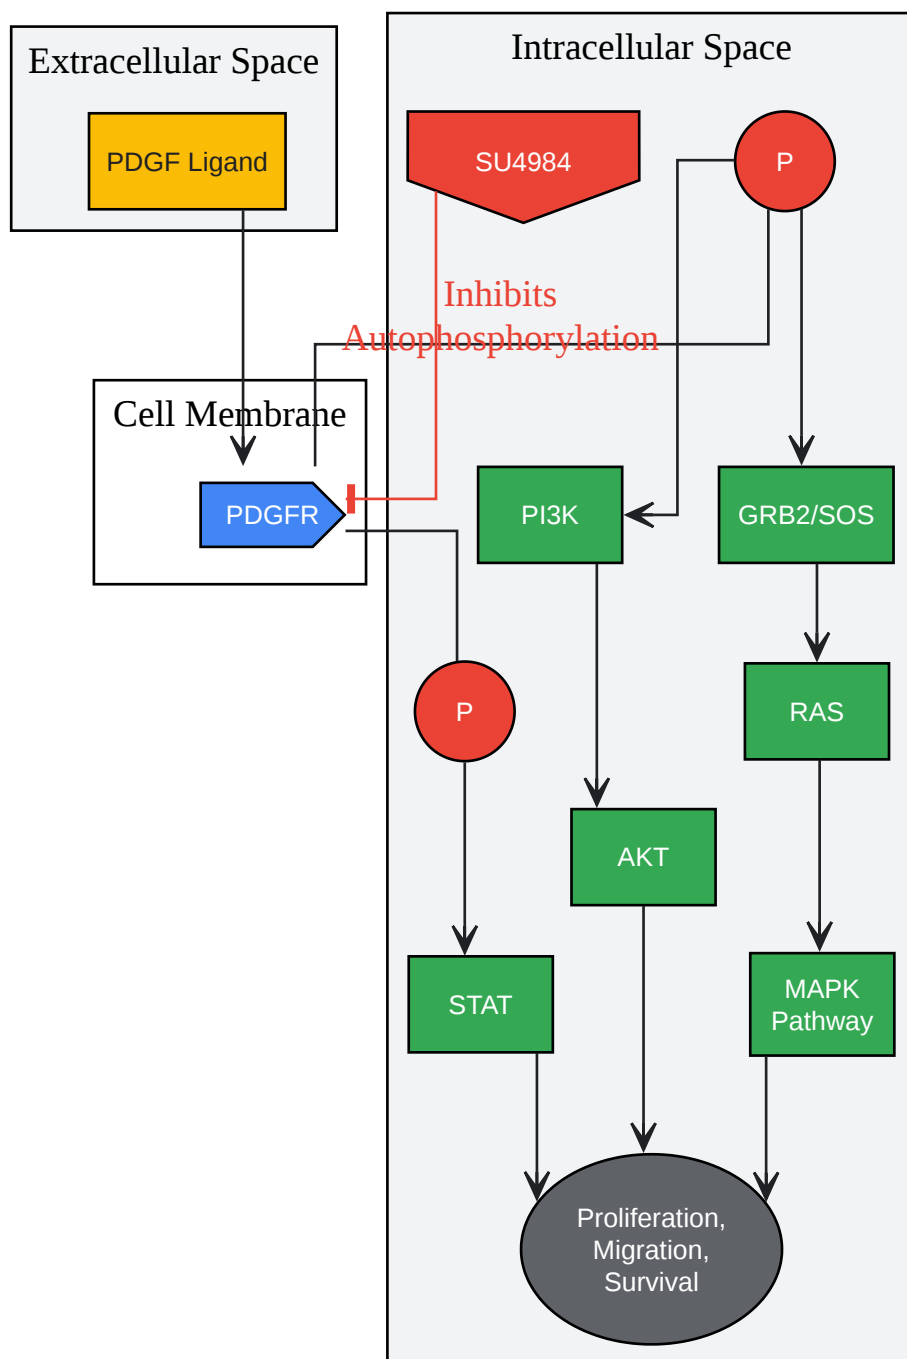 Extracellular Space
Intracellular Space
PDGF Ligand
SU4984
P
Inhibits
Autophosphorylation
Cell Membrane
PDGFR
PI3K
GRB2/SOS
P
RAS
AKT
STAT
MAPK
Pathway
Proliferation,
Migration,
Survival